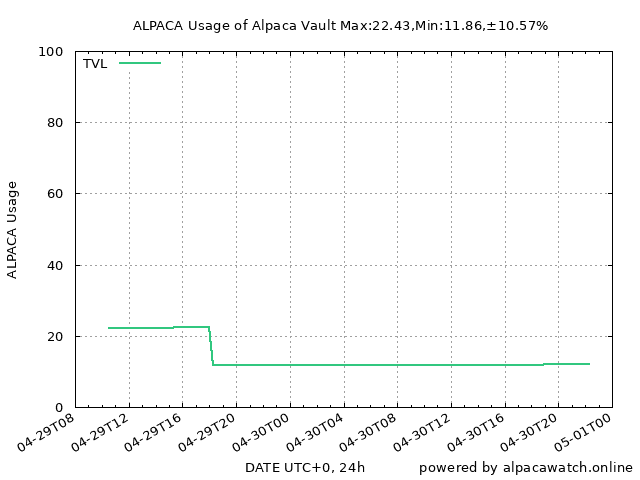 ALPACA Usage of Alpaca Vault Max:22.43,Min:11.86,±10.57%
100
TVL
80
60
ALPACA Usage
40
20
0
04-29T08 04-29T12 04-29T16 04-29T20 04-30T00 04-30T04 04-30T08 04-30T12 04-30T16 04-30T20 05-01T00
DATE UTC+0, 24h powered by alpacawatch.online